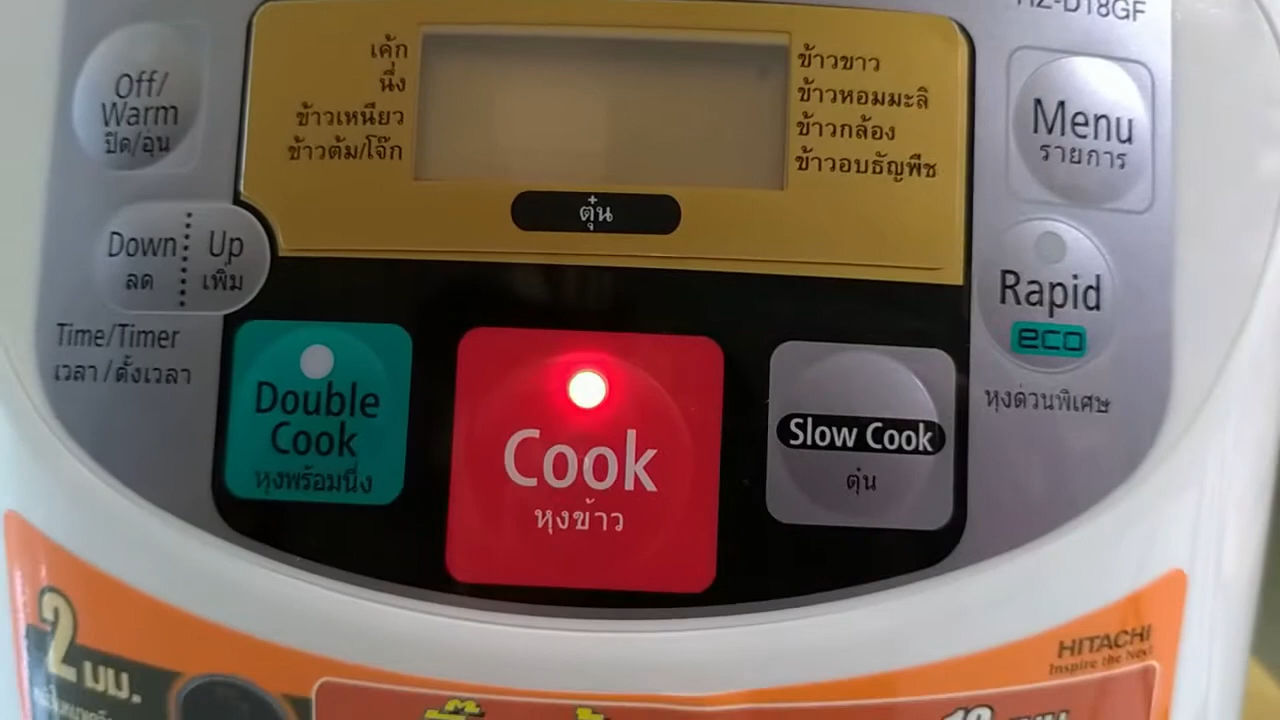 RZ-D18GF
Off/
Warm
ปิด/อุ่น
เค้ก
นึ่ง
ข้าวเหนียว
ข้าวต้ม/โจ๊ก
ข้าวขาว
ข้าวหอมมะลิ
ข้าวกล้อง
ข้าวอบธัญพืช
ตุ๋น
Menu
รายการ
Down
ลด
Up
เพิ่ม
Time/Timer
เวลา/ตั้งเวลา
Rapid
eco
หุงด่วนพิเศษ
Double
Cook
หุงพร้อมนึ่ง
Cook
หุงข้าว
Slow Cook
ตุ๋น
2 มม.
HITACHI
Inspire the Next